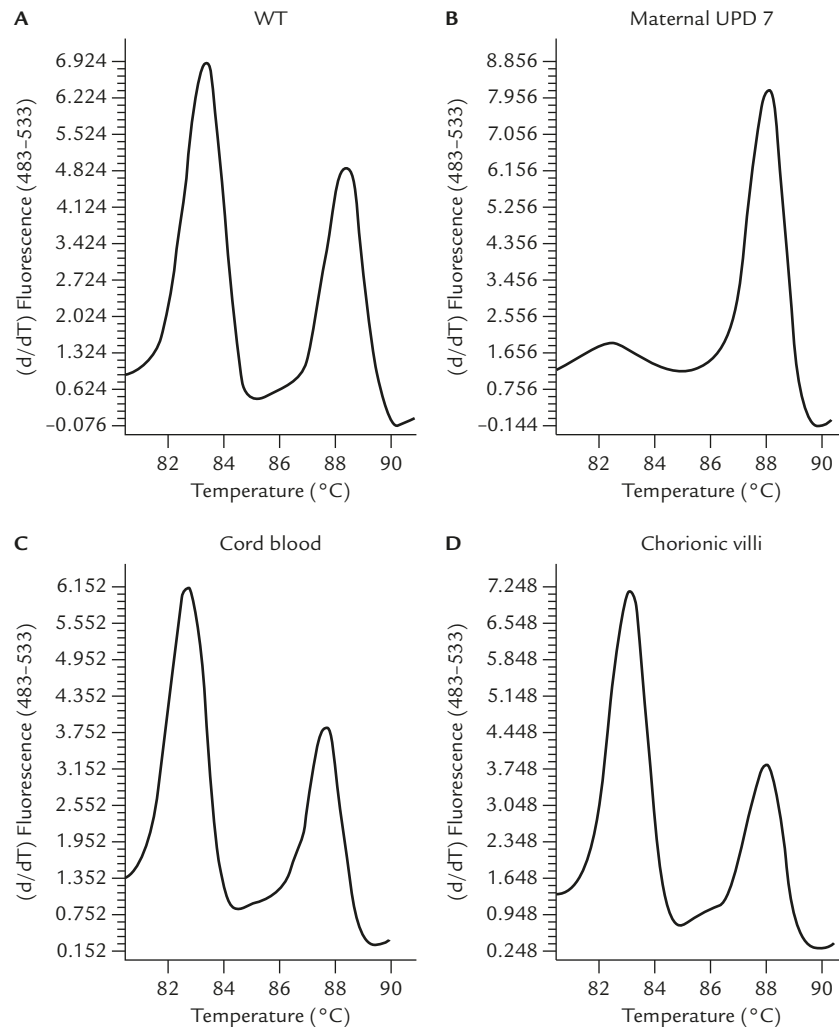 A WT
(d/dT) Fluorescence (483–533)
6.924
6.224
5.524
4.824
4.124
3.424
2.724
2.024
1.324
0.624
–0.076
82 84 86 88 90
Temperature (°C)
B Maternal UPD 7
(d/dT) Fluorescence (483–533)
8.856
7.956
7.056
6.156
5.256
4.356
3.456
2.556
1.656
0.756
–0.144
82 84 86 88 90
Temperature (°C)
C Cord blood
(d/dT) Fluorescence (483–533)
6.152
5.552
4.952
4.352
3.752
3.152
2.552
1.952
1.352
0.752
0.152
82 84 86 88 90
Temperature (°C)
D Chorionic villi
(d/dT) Fluorescence (483–533)
7.248
6.548
5.848
5.148
4.448
3.748
3.048
2.348
1.648
0.948
0.248
82 84 86 88 90
Temperature (°C)